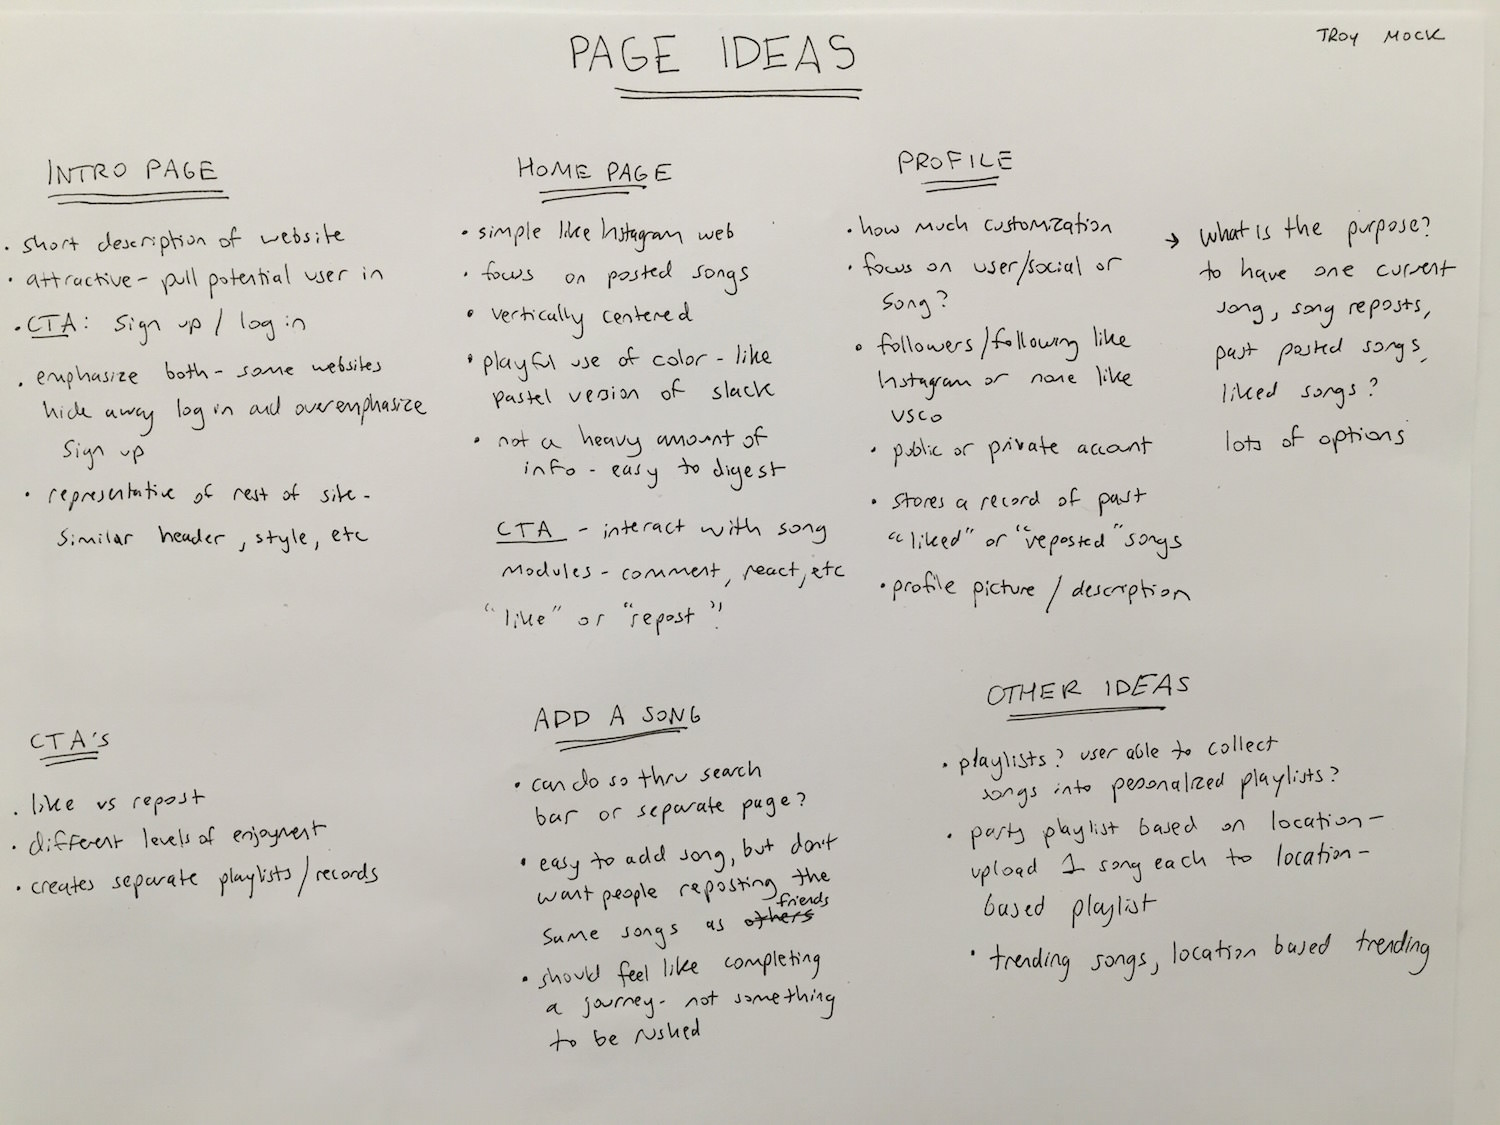 PAGE IDEAS
TROY MOCK
INTRO PAGE
• short description of website
• attractive - pull potential user in
• CTA: Sign up / log in
• emphasize both - some websites
hide away log in and overemphasize
Sign up
• representative of rest of site -
Similar header, style, etc
HOME PAGE
• simple like Instagram web
• focus on posted songs
• vertically centered
• playful use of color - like
pastel version of slack
• not a heavy amount of
info - easy to digest
CTA - interact with song
modules - comment, react, etc
"like" or "repost"!
PROFILE
• how much customization
• focus on user/social or
Song?
• followers/following like
Instagram or none like
VSCO
• public or private account
• stores a record of past
"liked" or "reposted" songs
• profile picture / description
→ what is the purpose?
to have one current
song, song reposts,
past posted songs,
liked songs?
lots of options
CTA's
• like vs repost
• different levels of enjoyment
• creates separate playlists/records
ADD A SONG
• can do so thru search
bar or separate page?
• easy to add song, but don't
want people reposting the
friends
Same songs as others
• should feel like completing
a journey - not something
to be rushed
OTHER IDEAS
• playlists? user able to collect
songs into pesonalized playlists?
• party playlist based on location -
upload 1 song each to location -
based playlist
• trending songs, location based trending